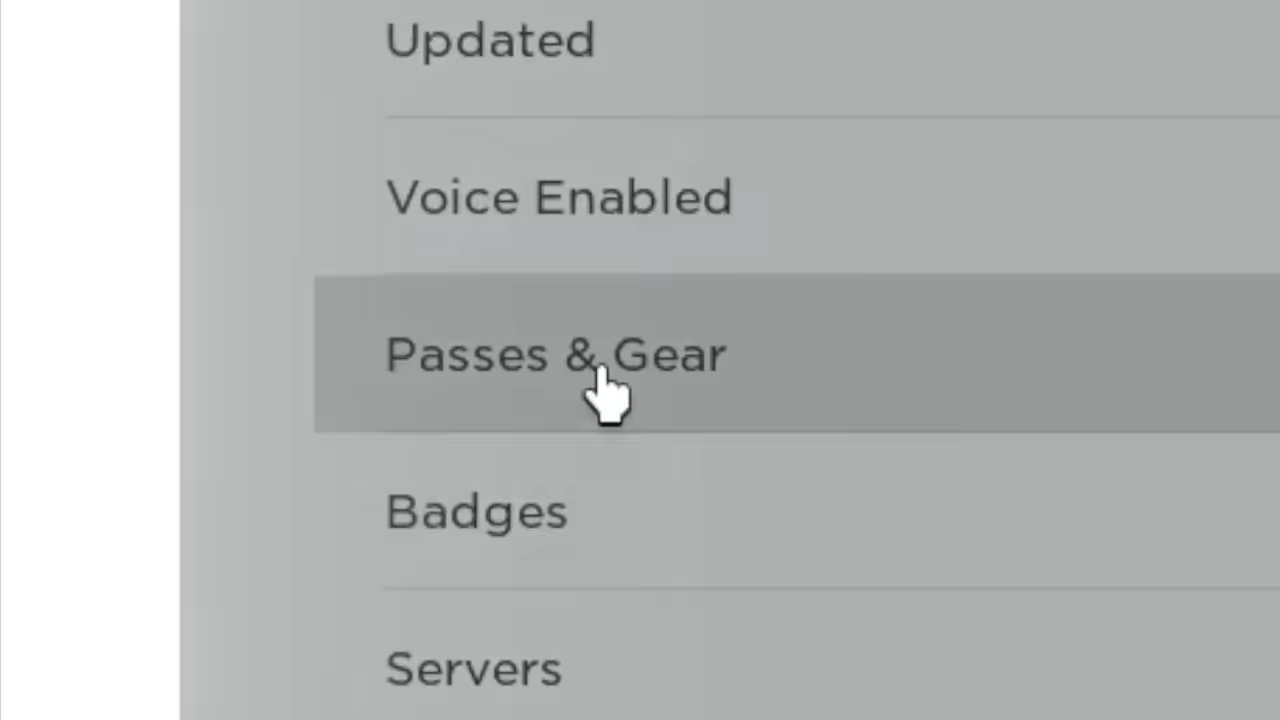 Updated
Voice Enabled
Passes & Gear
Badges
Servers